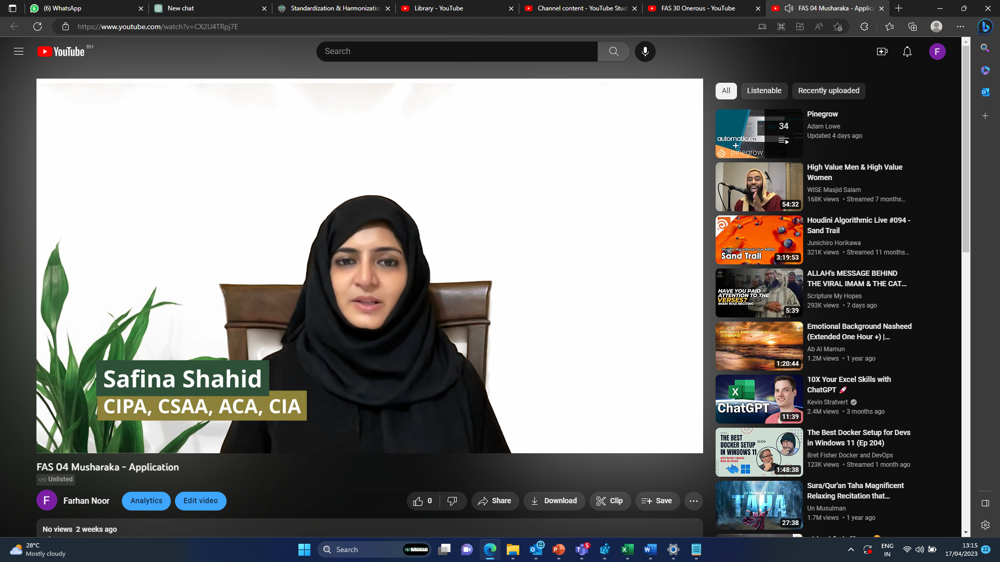 (6) WhatsApp
New chat
Standardization & Harmonizatio
Library - YouTube
Channel content - YouTube Stud
FAS 30 Onerous - YouTube
FAS 04 Musharaka - Applica
https://www.youtube.com/watch?v=CX2U4TRpj7E
YouTube BH
Search
F
Safina Shahid
CIPA, CSAA, ACA, CIA
FAS 04 Musharaka - Application
Unlisted
F
Farhan Noor
Analytics
Edit video
0
Share
Download
Clip
Save
No views 2 weeks ago
All
Listenable
Recently uploaded
automatic.css
+
pinegrow
34
Pinegrow
Adam Lowe
Updated 4 days ago
54:32
High Value Men & High Value
Women
WISE Masjid Salam
168K views • Streamed 7 months...
Houdini Algorithmic Live #0094
Sand Trail
3:19:53
Houdini Algorithmic Live #094 -
Sand Trail
Junichiro Horikawa
321K views • Streamed 11 months...
HAVE YOU PAID
ATTENTION TO THE
VERSES?
IMAM WAS RECITING
5:39
ALLAH's MESSAGE BEHIND
THE VIRAL IMAM & THE CAT...
Scripture My Hopes
293K views • 7 days ago
EMOTIONAL BACKGROUND NASHEED
(EXTENDED)
1:20:44
Emotional Background Nasheed
(Extended One Hour +) |...
Ab Al Mamun
1.2M views • 1 year ago
X
ChatGPT
11:39
10X Your Excel Skills with
ChatGPT 🚀
Kevin Stratvert
2.4M views • 3 months ago
THE BEST
DOCKER SETUP
IN WINDOWS 11
1:48:38
The Best Docker Setup for Devs
in Windows 11 (Ep 204)
Bret Fisher Docker and DevOps
123K views • Streamed 1 month ago
Un Message D'Allah
TAHA
27:38
Sura/Qur'an Taha Magnificent
Relaxing Recitation that...
Un Musulman
1.7M views • 1 year ago
28°C
Mostly cloudy
Search
5
ENG
IN
13:15
17/04/2023
22